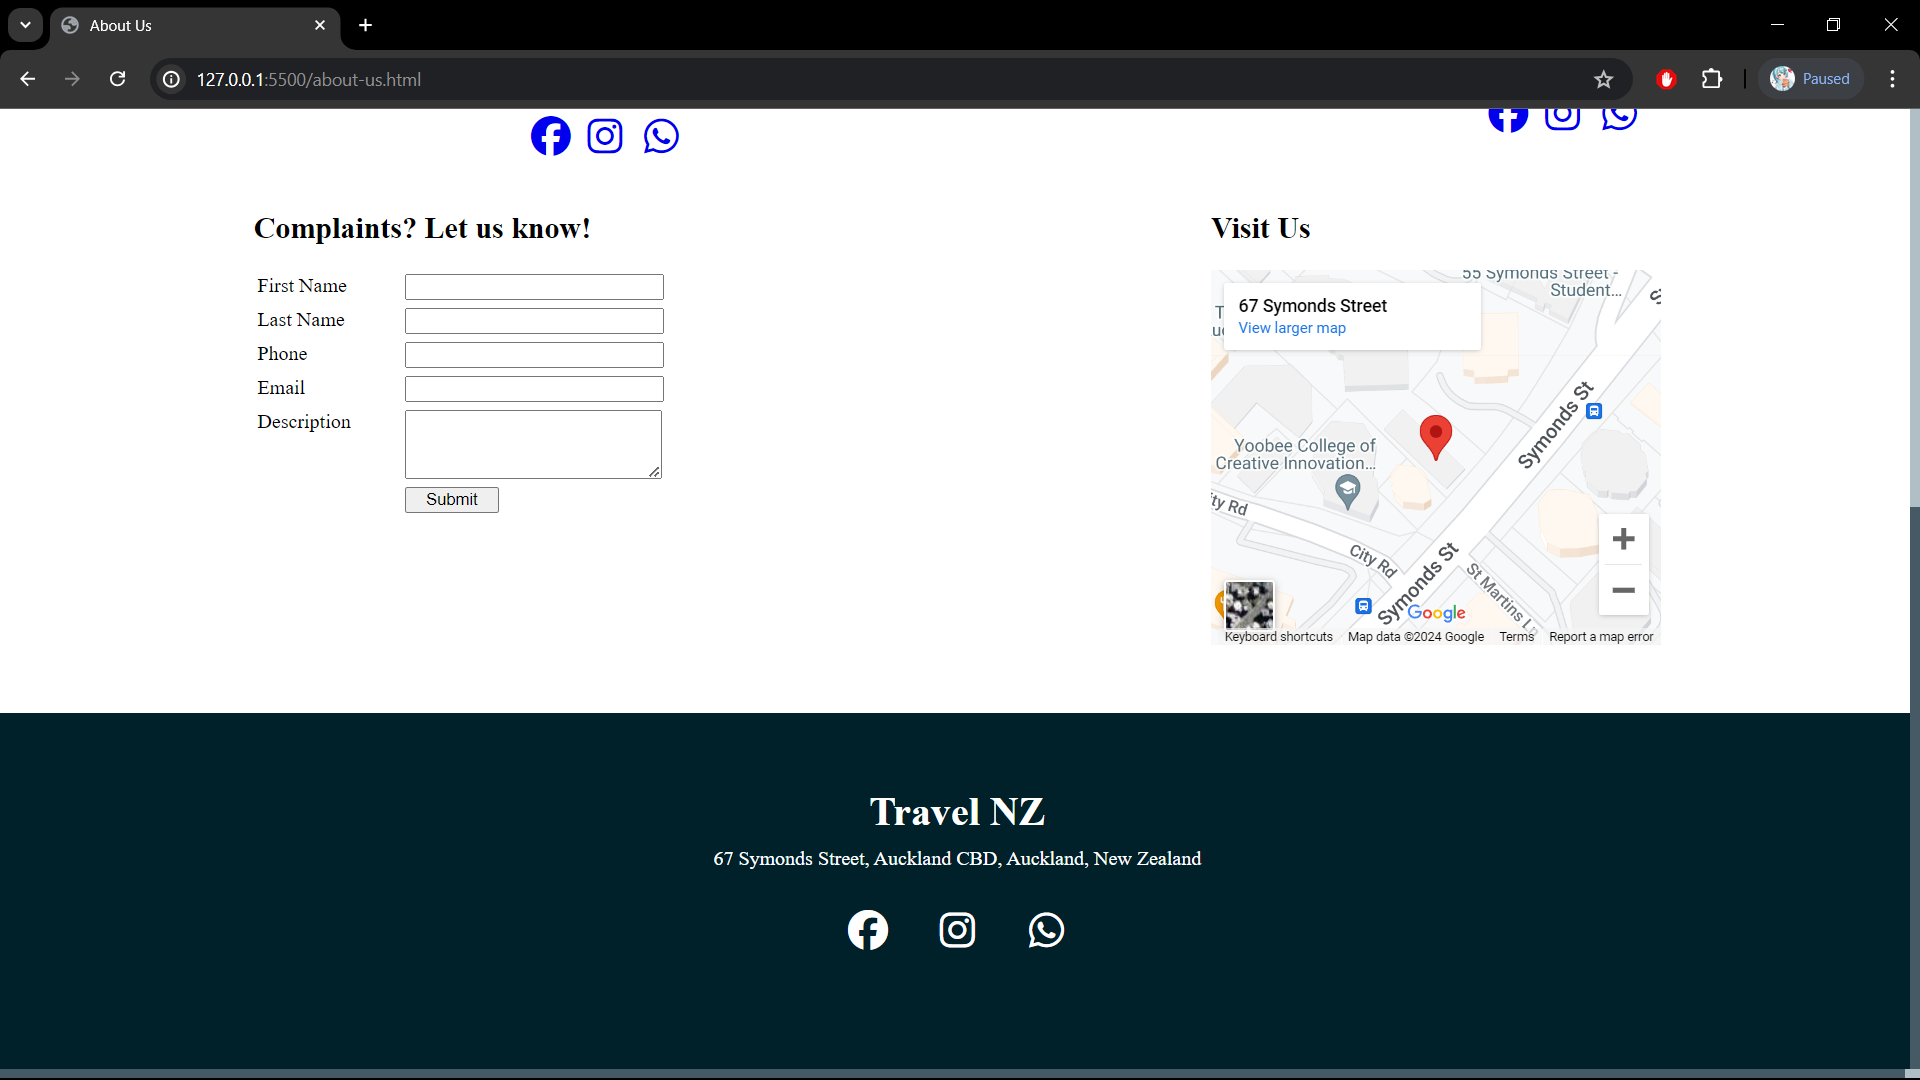 About Us
127.0.0.1:5500/about-us.html
Paused
Complaints? Let us know!
First Name
Last Name
Phone
Email
Description
Submit
Visit Us
55 Symonds Street -
Student...
67 Symonds Street
View larger map
Symonds St
Yoobee College of
Creative Innovation...
ity Rd
City Rd
Symonds St
St Martins L
Google
Keyboard shortcuts
Map data ©2024 Google
Terms
Report a map error
Travel NZ
67 Symonds Street, Auckland CBD, Auckland, New Zealand